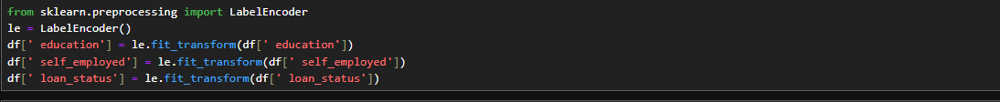 from sklearn.preprocessing import LabelEncoder
le = LabelEncoder()
df[' education'] = le.fit_transform(df[' education'])
df[' self_employed'] = le.fit_transform(df[' self_employed'])
df[' loan_status'] = le.fit_transform(df[' loan_status'])